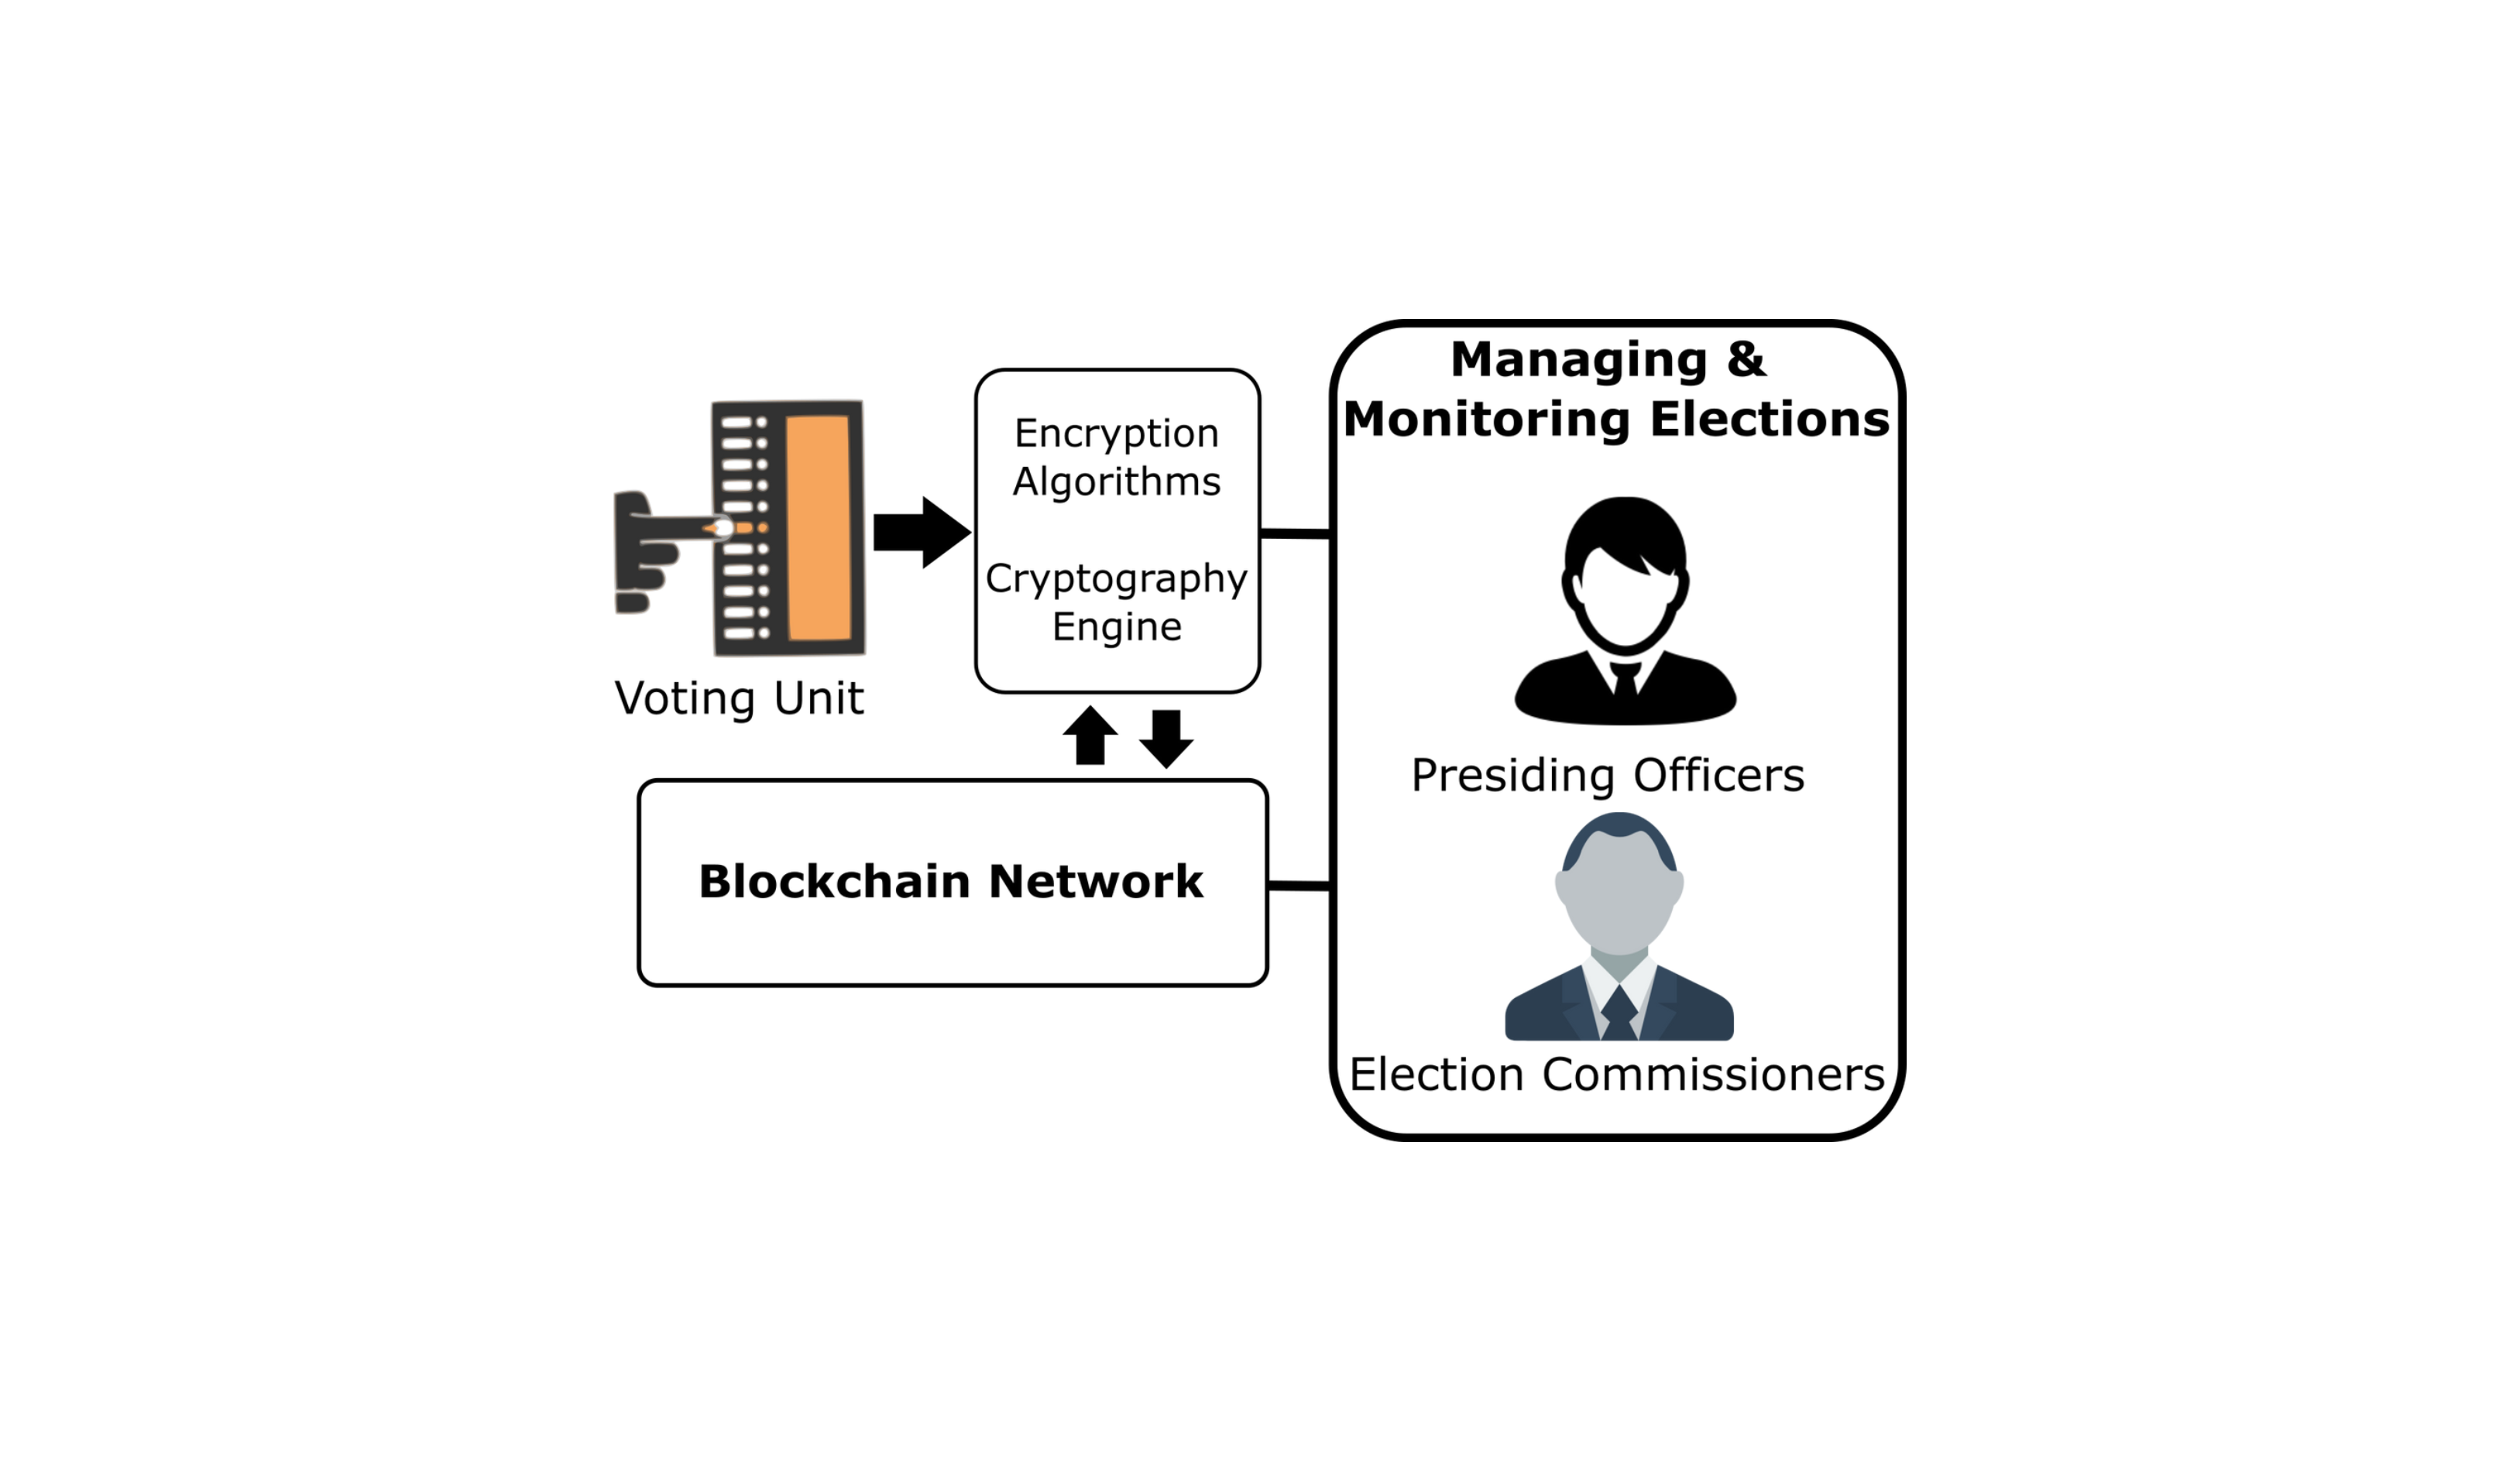 Managing &
Monitoring Elections
Encryption
Algorithms
Cryptography
Engine
Voting Unit
Presiding Officers
Blockchain Network
Election Commissioners